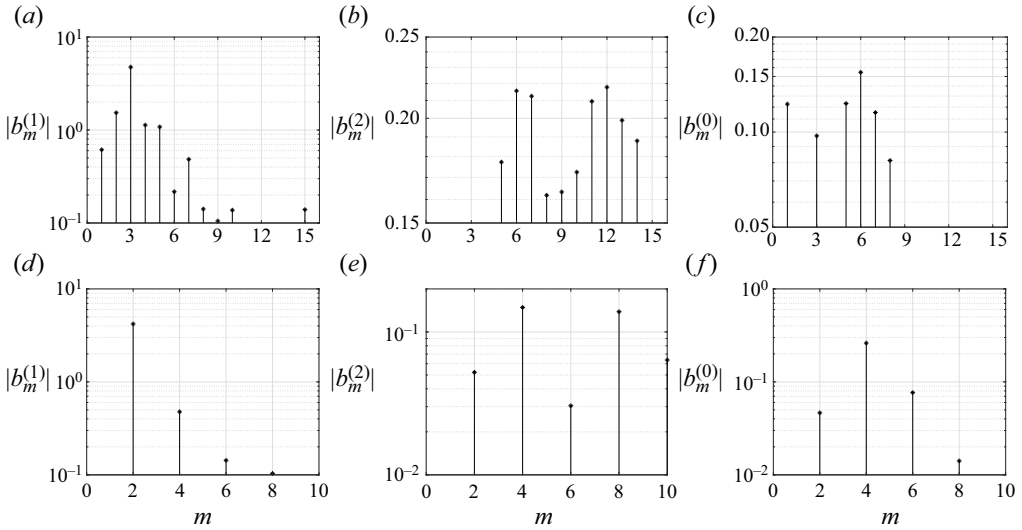 (a) (b) (c)
10^1 0.25 0.20
0.15
10^0 0.20 0.10
|b_m^(1)| |b_m^(2)| |b_m^(0)|
10^−1 0.15 0.05
0 3 6 9 12 15 0 3 6 9 12 15 0 3 6 9 12 15
(d) (e) (f)
10^1 10^0
10^−1
10^0 10^−1
|b_m^(1)| |b_m^(2)| |b_m^(0)|
10^−1 10^−2 10^−2
0 2 4 6 8 10 0 2 4 6 8 10 0 2 4 6 8 10
m m m